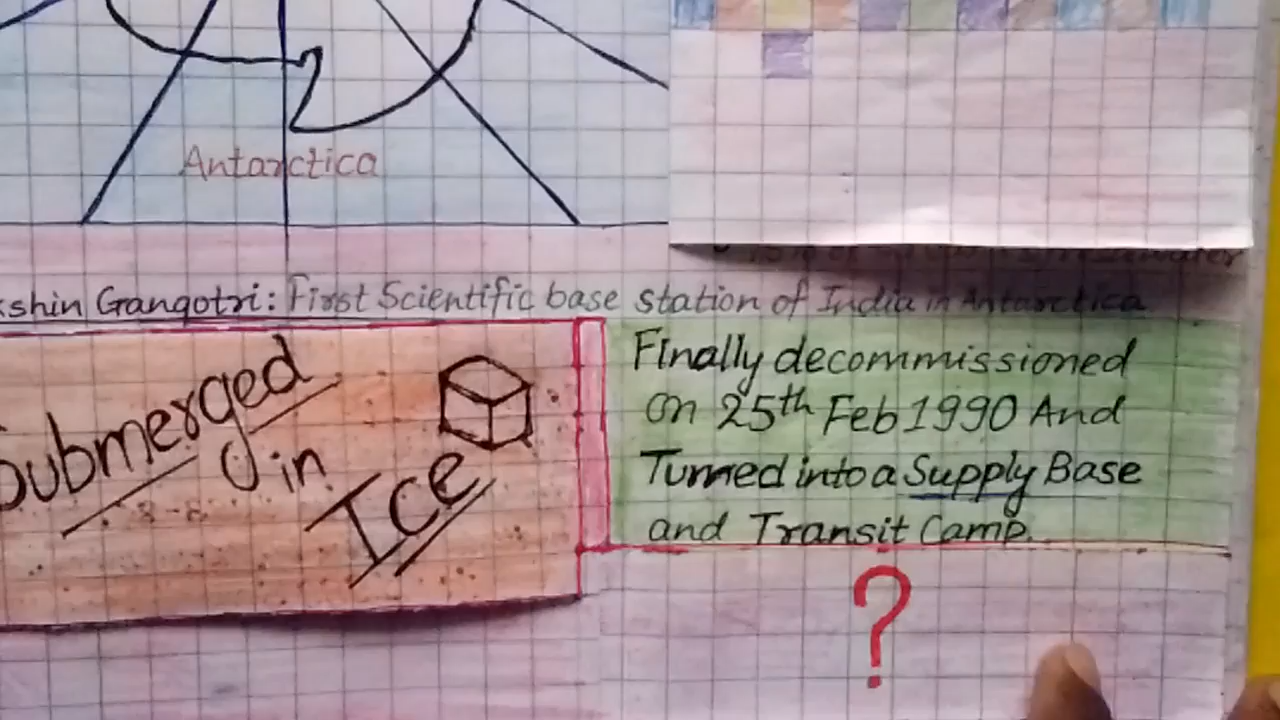 Antarctica
shin Gangotri: First Scientific base station of India in Antarctica
Submerged
in
Ice
Finally decommissioned
on 25th Feb 1990 And
Turned into a Supply Base
and Transit Camp.
?